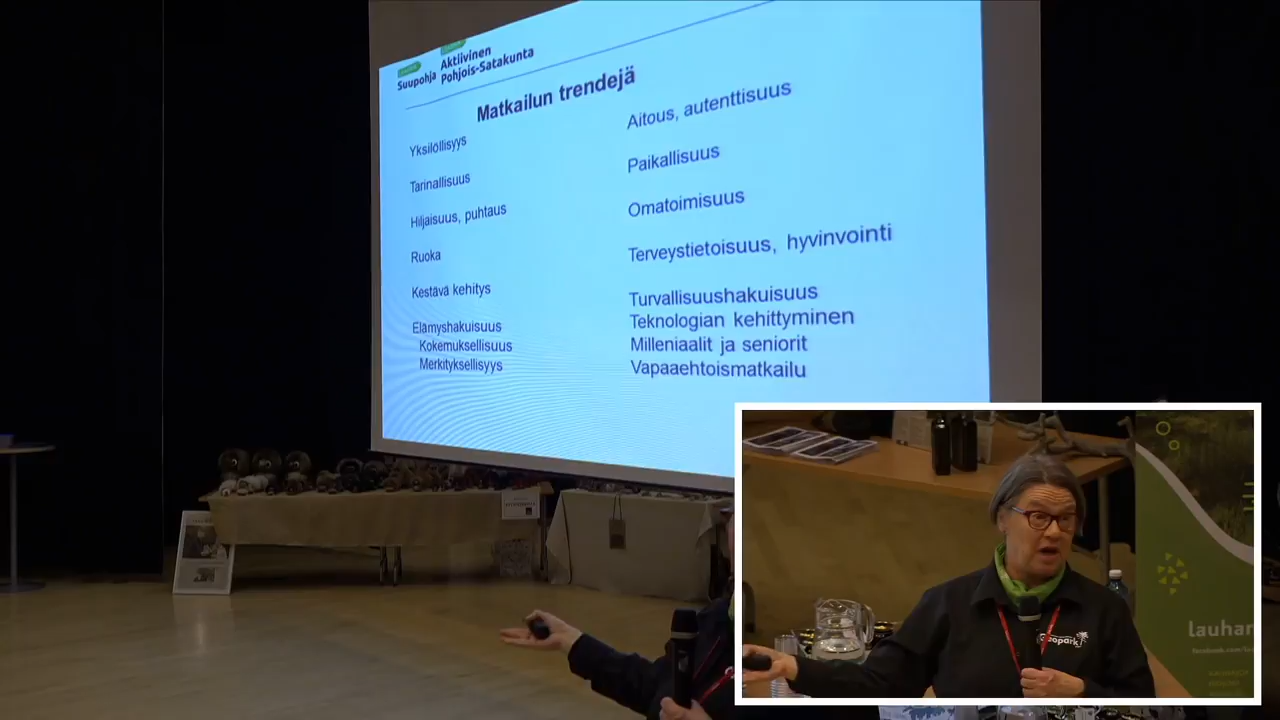 Suupohja
Aktiivinen
Pohjois-Satakunta
Matkailun trendejä
Yksilöllisyys
Tarinallisuus
Hiljaisuus, puhtaus
Ruoka
Kestävä kehitys
Elämyshakuisuus
Kokemuksellisuus
Merkityksellisyys
Aitous, autenttisuus
Paikallisuus
Omatoimisuus
Terveystietoisuus, hyvinvointi
Turvallisuushakuisuus
Teknologian kehittyminen
Milleniaalit ja seniorit
Vapaaehtoismatkailu
Geopark
lauhan